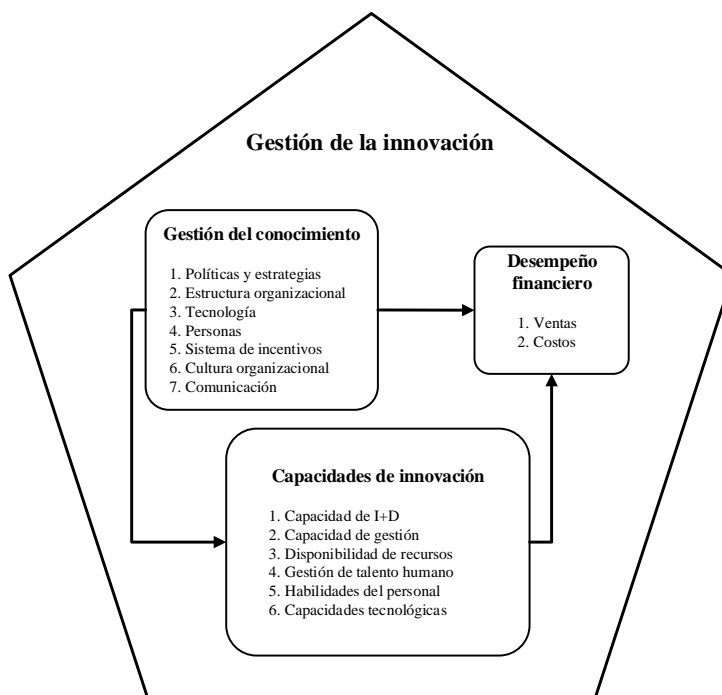 Gestión de la innovación
Gestión del conocimiento
1. Políticas y estrategias
2. Estructura organizacional
3. Tecnología
4. Personas
5. Sistema de incentivos
6. Cultura organizacional
7. Comunicación
Desempeño
financiero
1. Ventas
2. Costos
Capacidades de innovación
1. Capacidad de I+D
2. Capacidad de gestión
3. Disponibilidad de recursos
4. Gestión de talento humano
5. Habilidades del personal
6. Capacidades tecnológicas